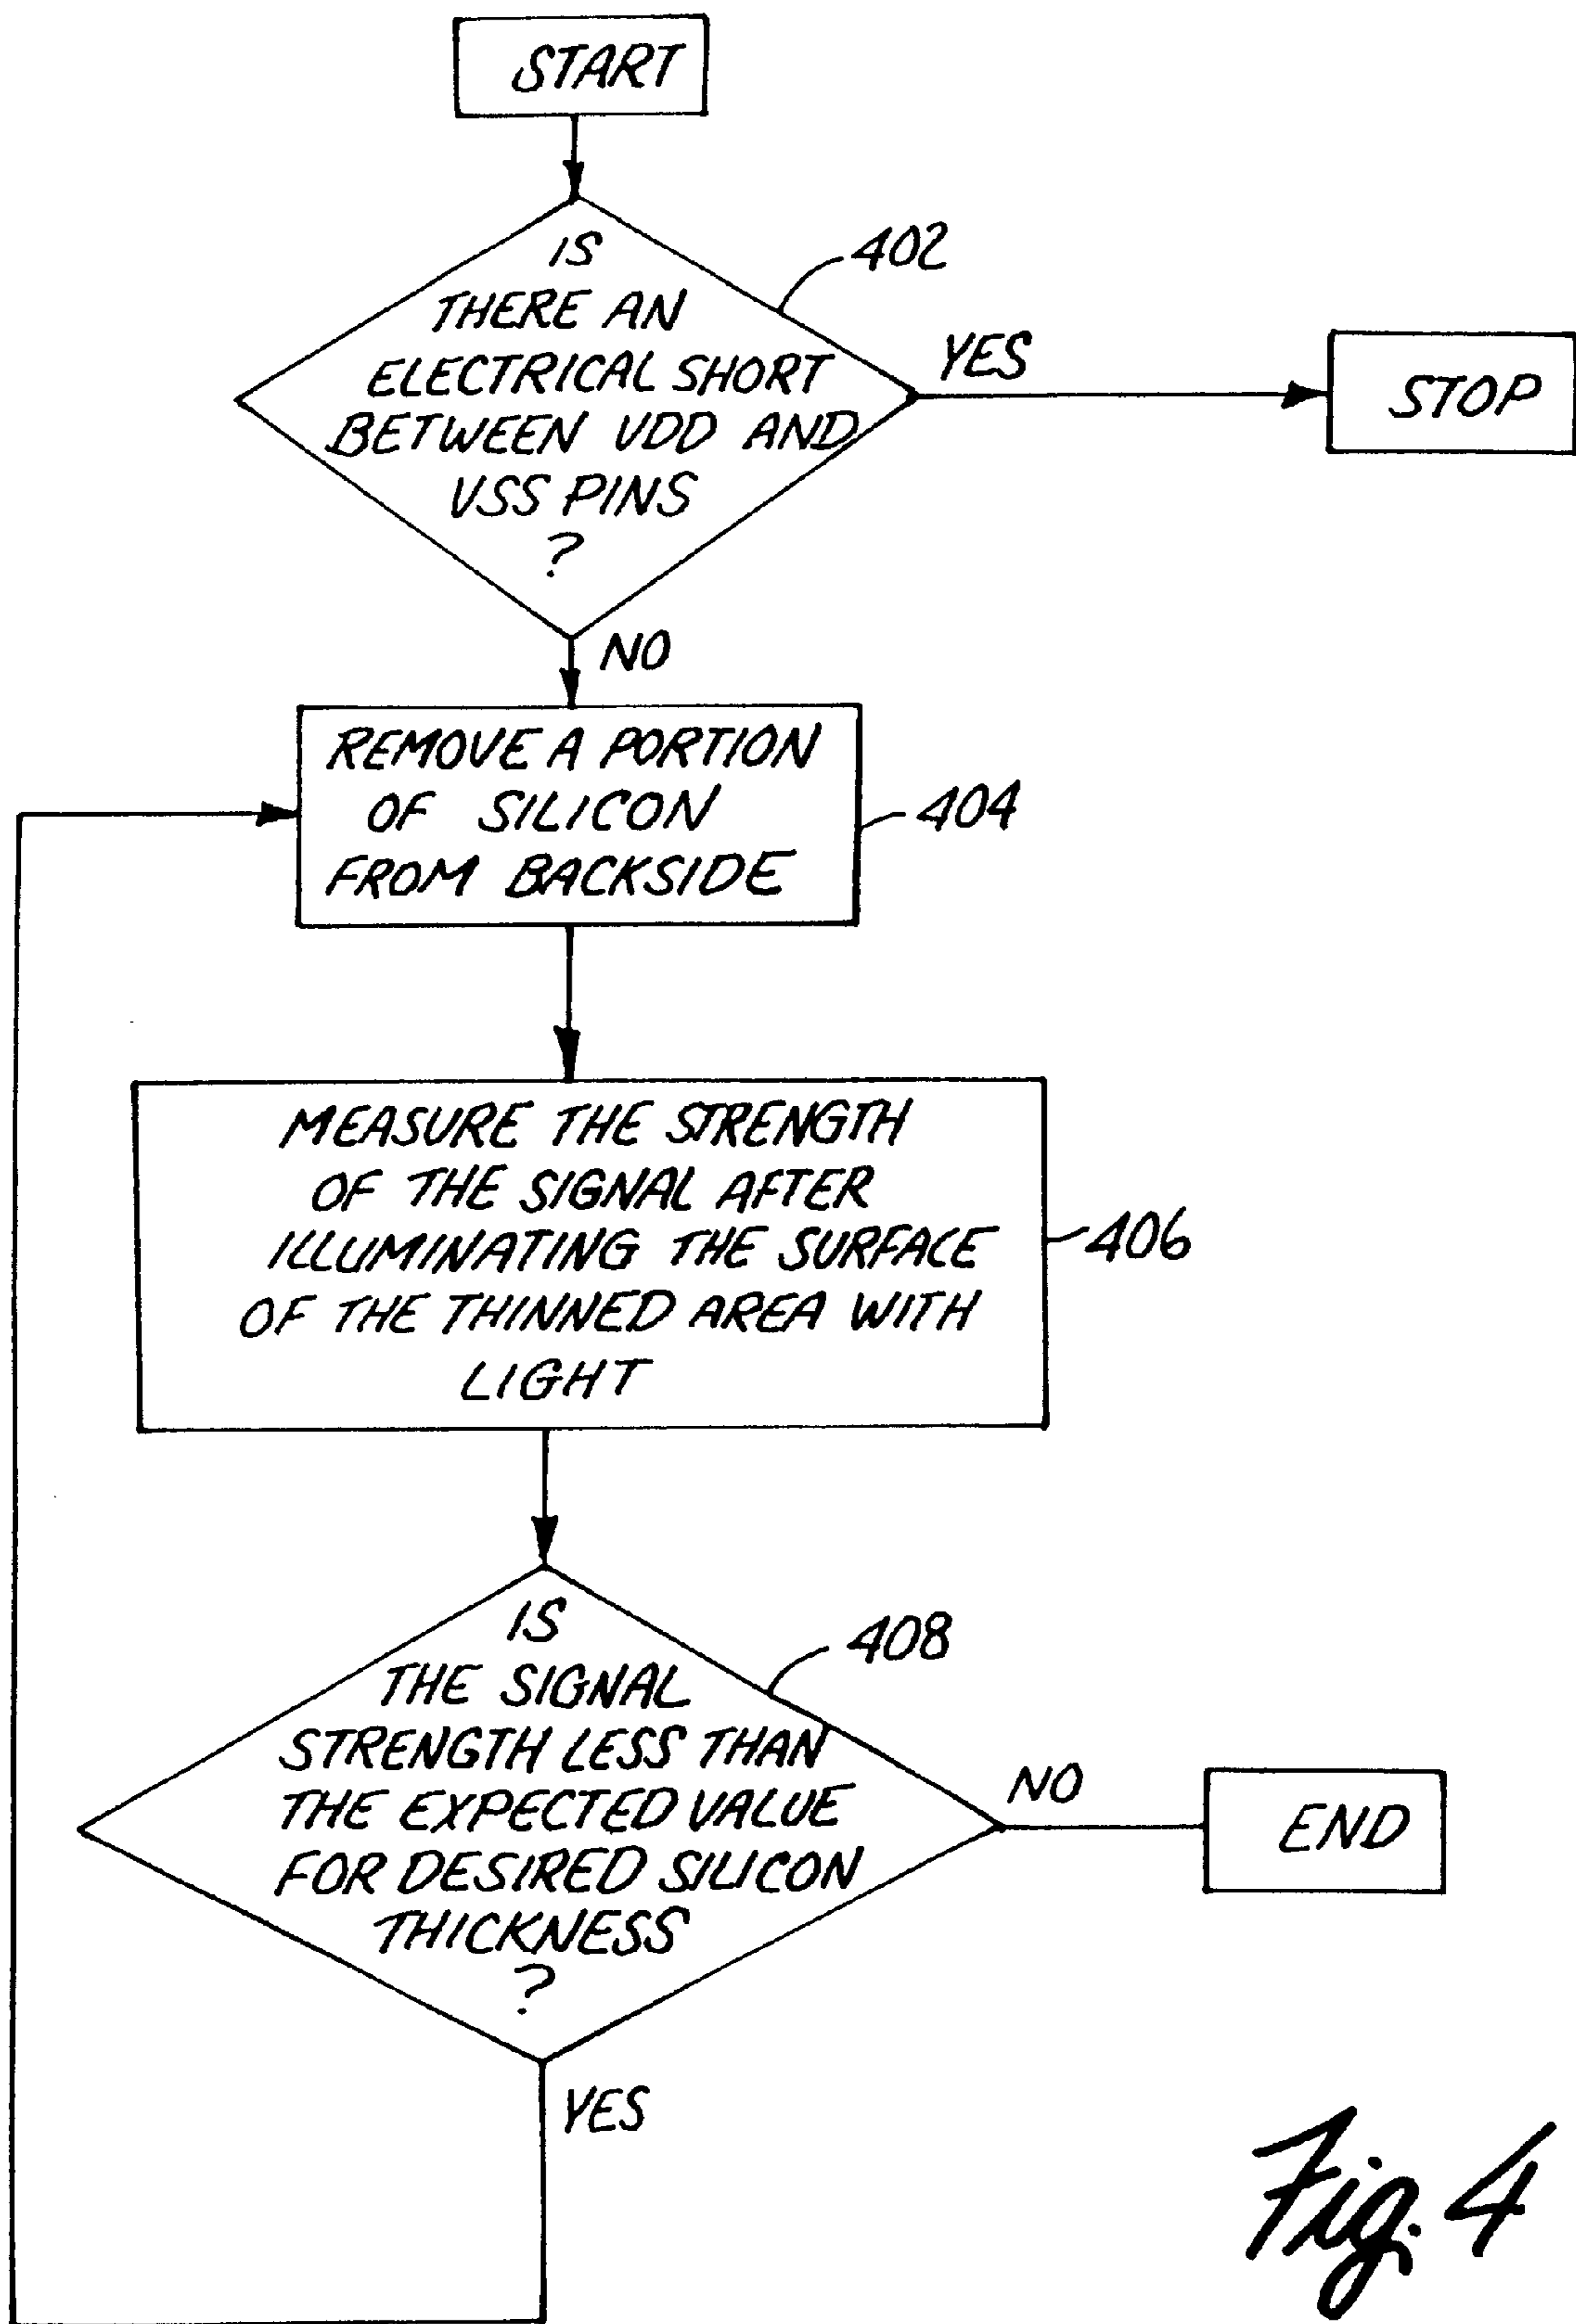 START
IS
THERE AN
ELECTRICAL SHORT
BETWEEN VDD AND
VSS PINS
?
402
YES
STOP
NO
REMOVE A PORTION
OF SILICON
FROM BACKSIDE
404
MEASURE THE STRENGTH
OF THE SIGNAL AFTER
ILLUMINATING THE SURFACE
OF THE THINNED AREA WITH
LIGHT
406
IS
THE SIGNAL
STRENGTH LESS THAN
THE EXPECTED VALUE
FOR DESIRED SILICON
THICKNESS
?
408
NO
END
YES
Fig. 4